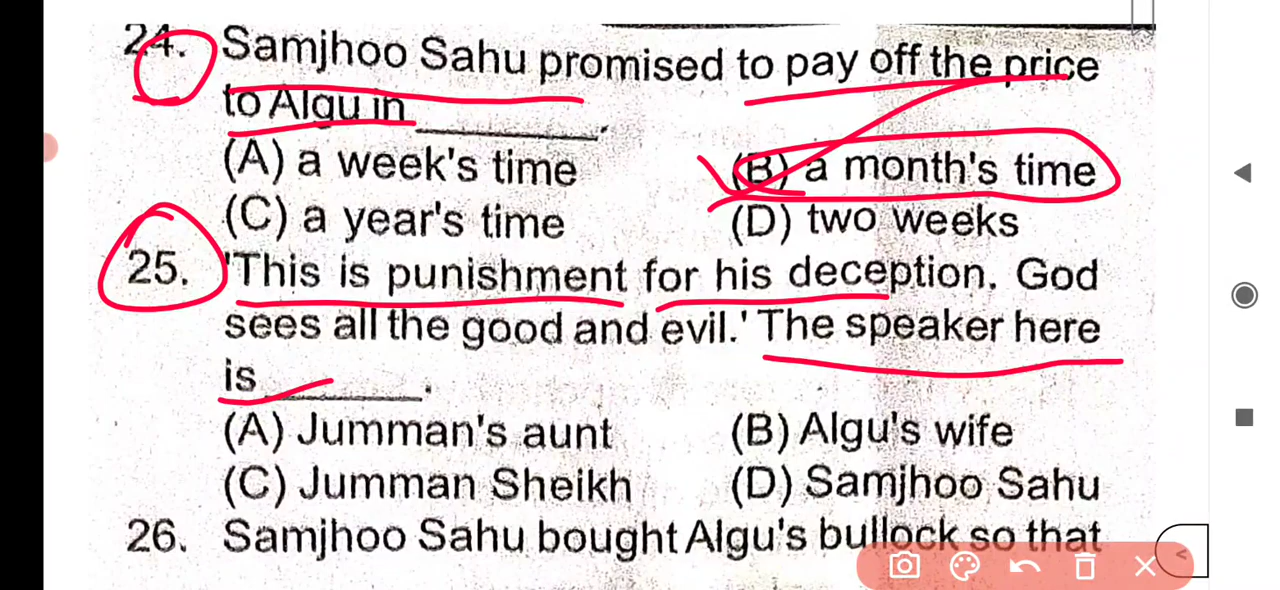 24. Samjhoo Sahu promised to pay off the price
to Algu in ________.
(A) a week's time (B) a month's time
(C) a year's time (D) two weeks
25. 'This is punishment for his deception. God
sees all the good and evil.' The speaker here
is ________.
(A) Jumman's aunt (B) Algu's wife
(C) Jumman Sheikh (D) Samjhoo Sahu
26. Samjhoo Sahu bought Algu's bullock so that